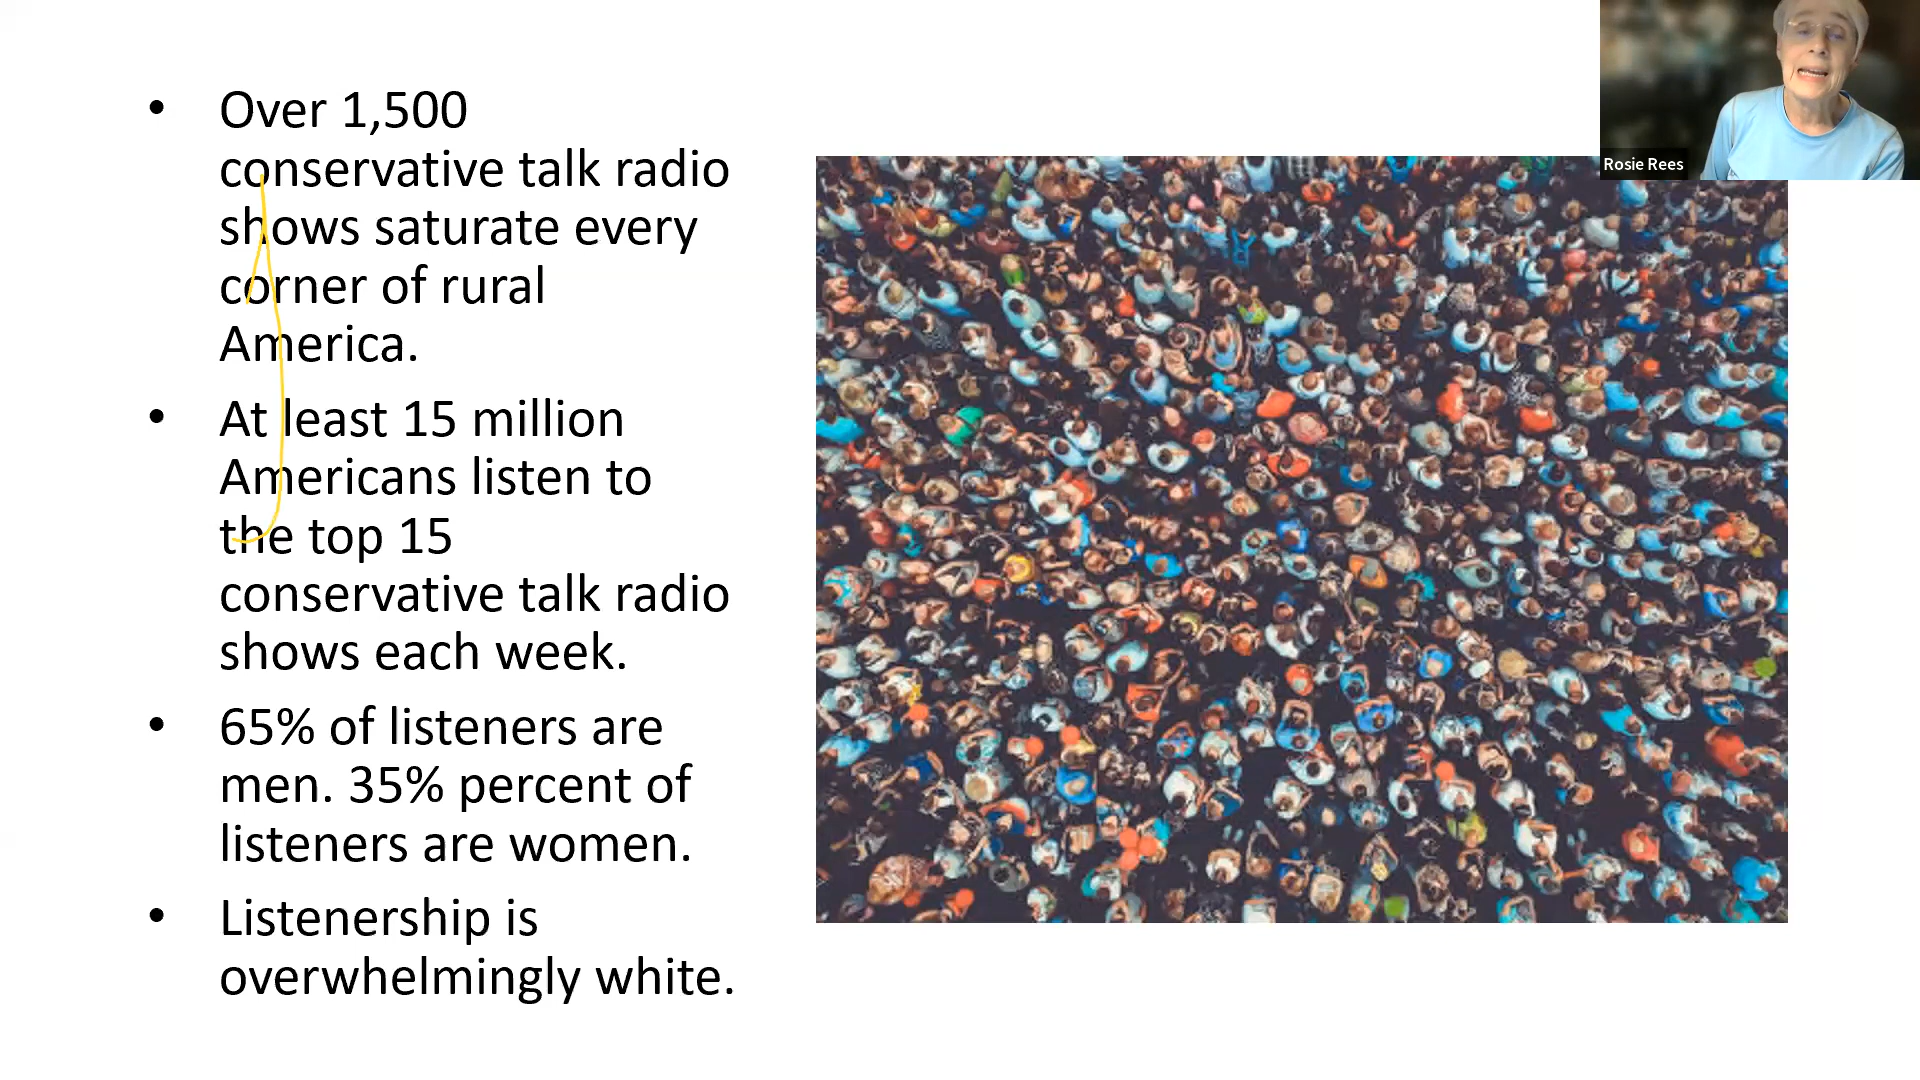 • Over 1,500
conservative talk radio
shows saturate every
corner of rural
America.
• At least 15 million
Americans listen to
the top 15
conservative talk radio
shows each week.
• 65% of listeners are
men. 35% percent of
listeners are women.
• Listenership is
overwhelmingly white.
Rosie Rees